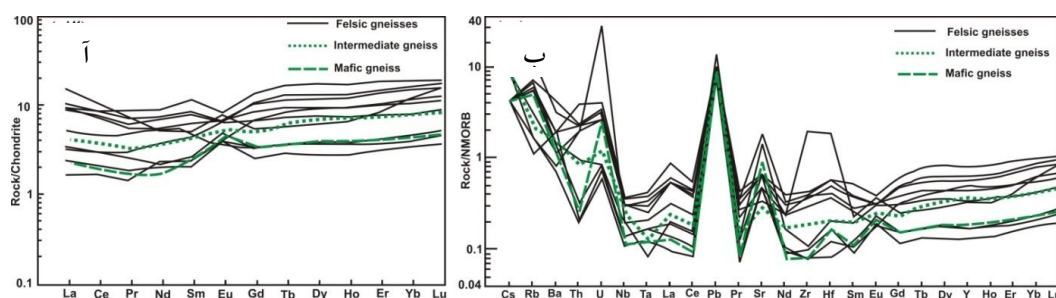 100
10
1
0.1
Rock/Chondrite
آ
Felsic gneisses
Intermediate gneiss
Mafic gneiss
La Ce Pr Nd Sm Eu Gd Tb Dy Ho Er Yb Lu
40
10
1
0.1
0.04
Rock/NMORB
ب
Felsic gneisses
Intermediate gneiss
Mafic gneiss
Cs Rb Ba Th U Nb Ta La Ce Pb Pr Sr Nd Zr Hf Sm Eu Gd Tb Dy Y Ho Er Yb